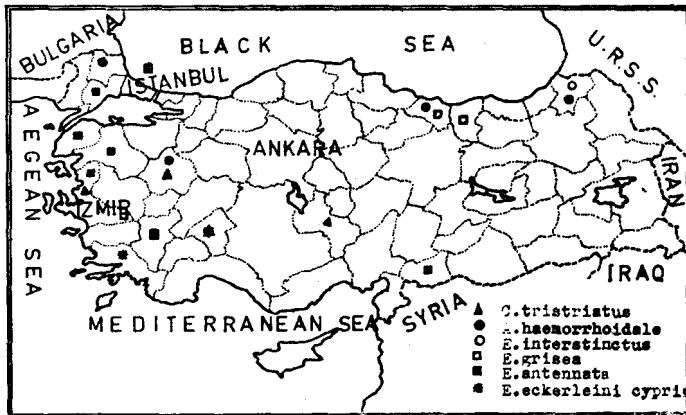 BULGARIA
BLACK SEA
U.R.S.S.
ISTANBUL
AEGEAN SEA
ANKARA
IRAN
IZMIR
IRAQ
SYRIA
MEDITERRANEAN SEA
C.tristriatus
A.haemorrhoidale
E.interstinctus
E.grisea
E.antennata
E.eckerleini cypria